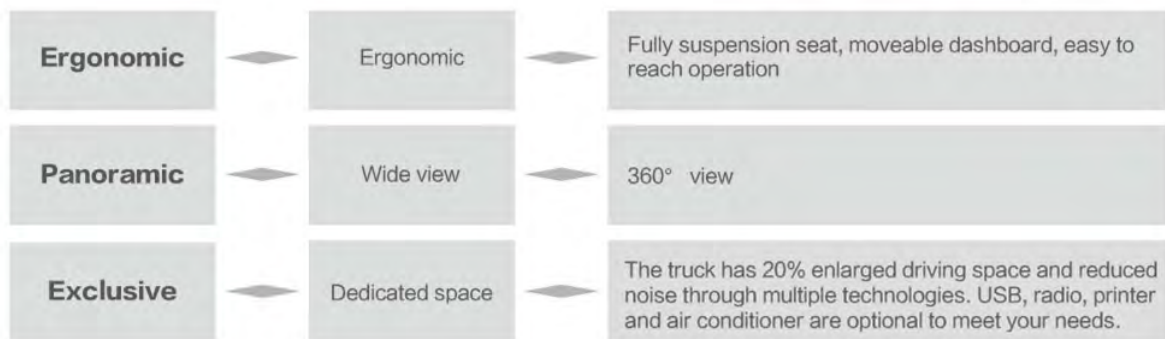 Ergonomic
Ergonomic
Fully suspension seat, moveable dashboard, easy to
reach operation
Panoramic
Wide view
360° view
Exclusive
Dedicated space
The truck has 20% enlarged driving space and reduced
noise through multiple technologies. USB, radio, printer
and air conditioner are optional to meet your needs.